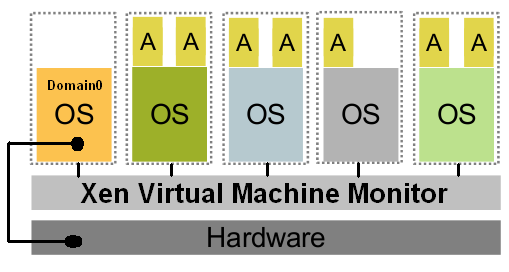 A A A A A A A
Domain0
OS OS OS OS OS
Xen Virtual Machine Monitor
Hardware